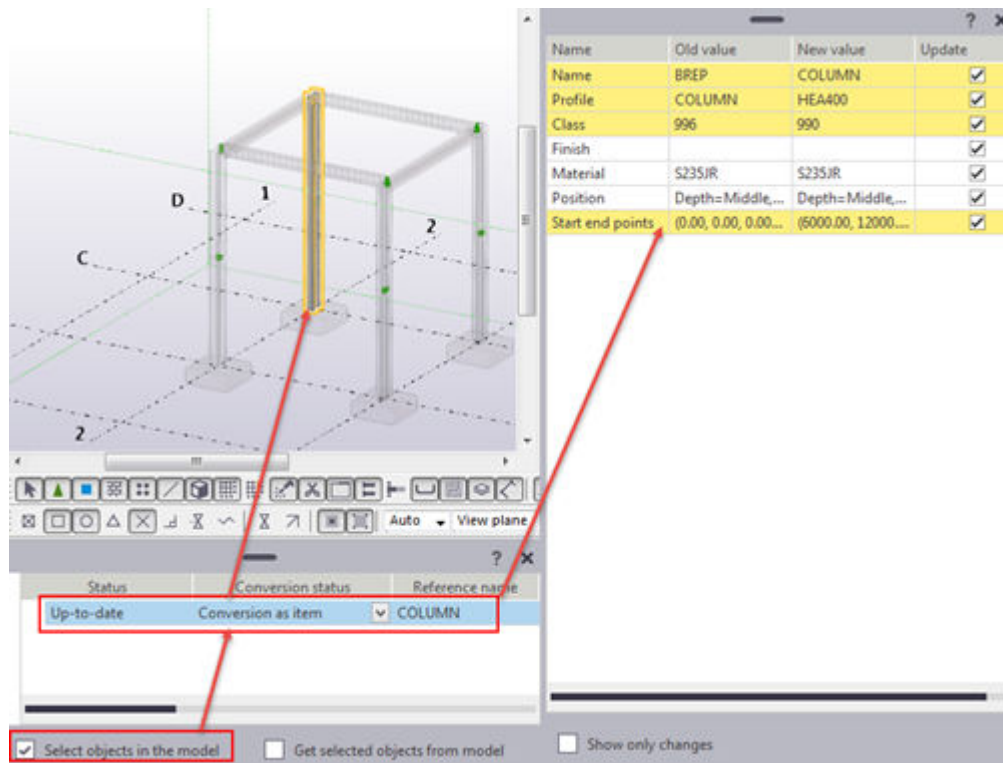 ? x
Name Old value New value Update
Name BREP COLUMN
Profile COLUMN HEA400
Class 996 990
Finish
Material S235JR S235JR
Position Depth=Middle,... Depth=Middle,...
Start end points (0.00, 0.00, 0.00... (6000.00, 12000....
D
1
2
C
2
Auto View plane
? x
Status Conversion status Reference name
Up-to-date Conversion as item COLUMN
Select objects in the model Get selected objects from model Show only changes